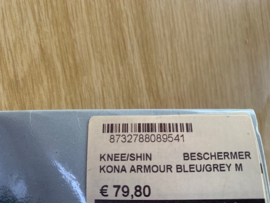 8732788089541
KNEE/SHIN BESCHERMER
KONA ARMOUR BLEU/GREY M
€ 79,80